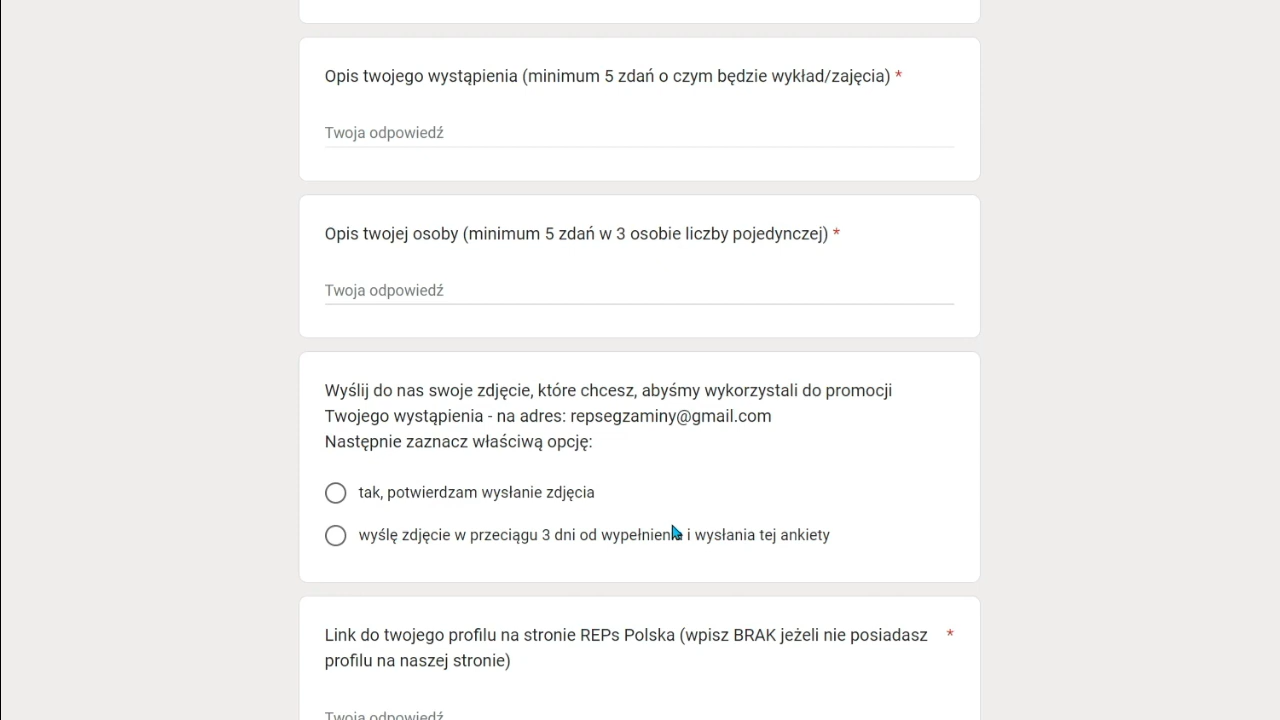 Opis twojego wystąpienia (minimum 5 zdań o czym będzie wykład/zajęcia) *
Twoja odpowiedź
Opis twojej osoby (minimum 5 zdań w 3 osobie liczby pojedynczej) *
Twoja odpowiedź
Wyślij do nas swoje zdjęcie, które chcesz, abyśmy wykorzystali do promocji
Twojego wystąpienia - na adres: repsegzaminy@gmail.com
Następnie zaznacz właściwą opcję:
tak, potwierdzam wysłanie zdjęcia
wyślę zdjęcie w przeciągu 3 dni od wypełnienia i wysłania tej ankiety
Link do twojego profilu na stronie REPs Polska (wpisz BRAK jeżeli nie posiadasz *
profilu na naszej stronie)
Twoja odpowiedź